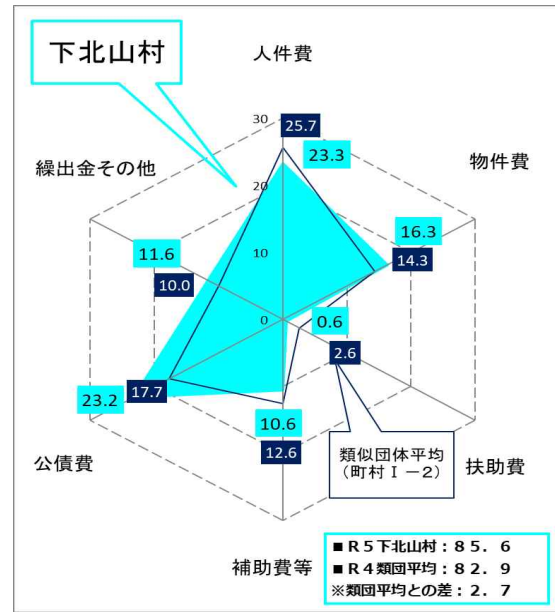 下北山村
人件費
30
25.7
23.3
物件費
繰出金その他
20
16.3
14.3
11.6
10.0
10
0
0.6
2.6
23.2
17.7
10.6
12.6
類似団体平均
(町村Ⅰ-2)
公債費
扶助費
補助費等
■R5下北山村:85.6
■R4類団平均:82.9
※類団平均との差:2.7